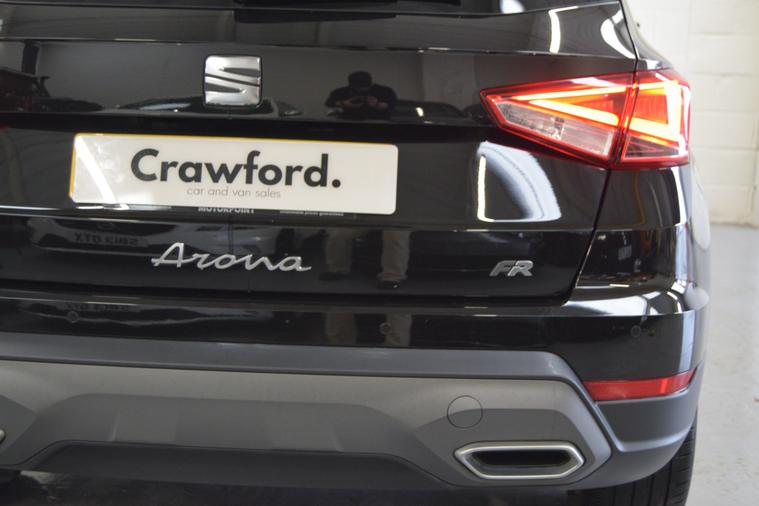 Crawford.
car and van sales
MOTORPOINT
Arona
FR